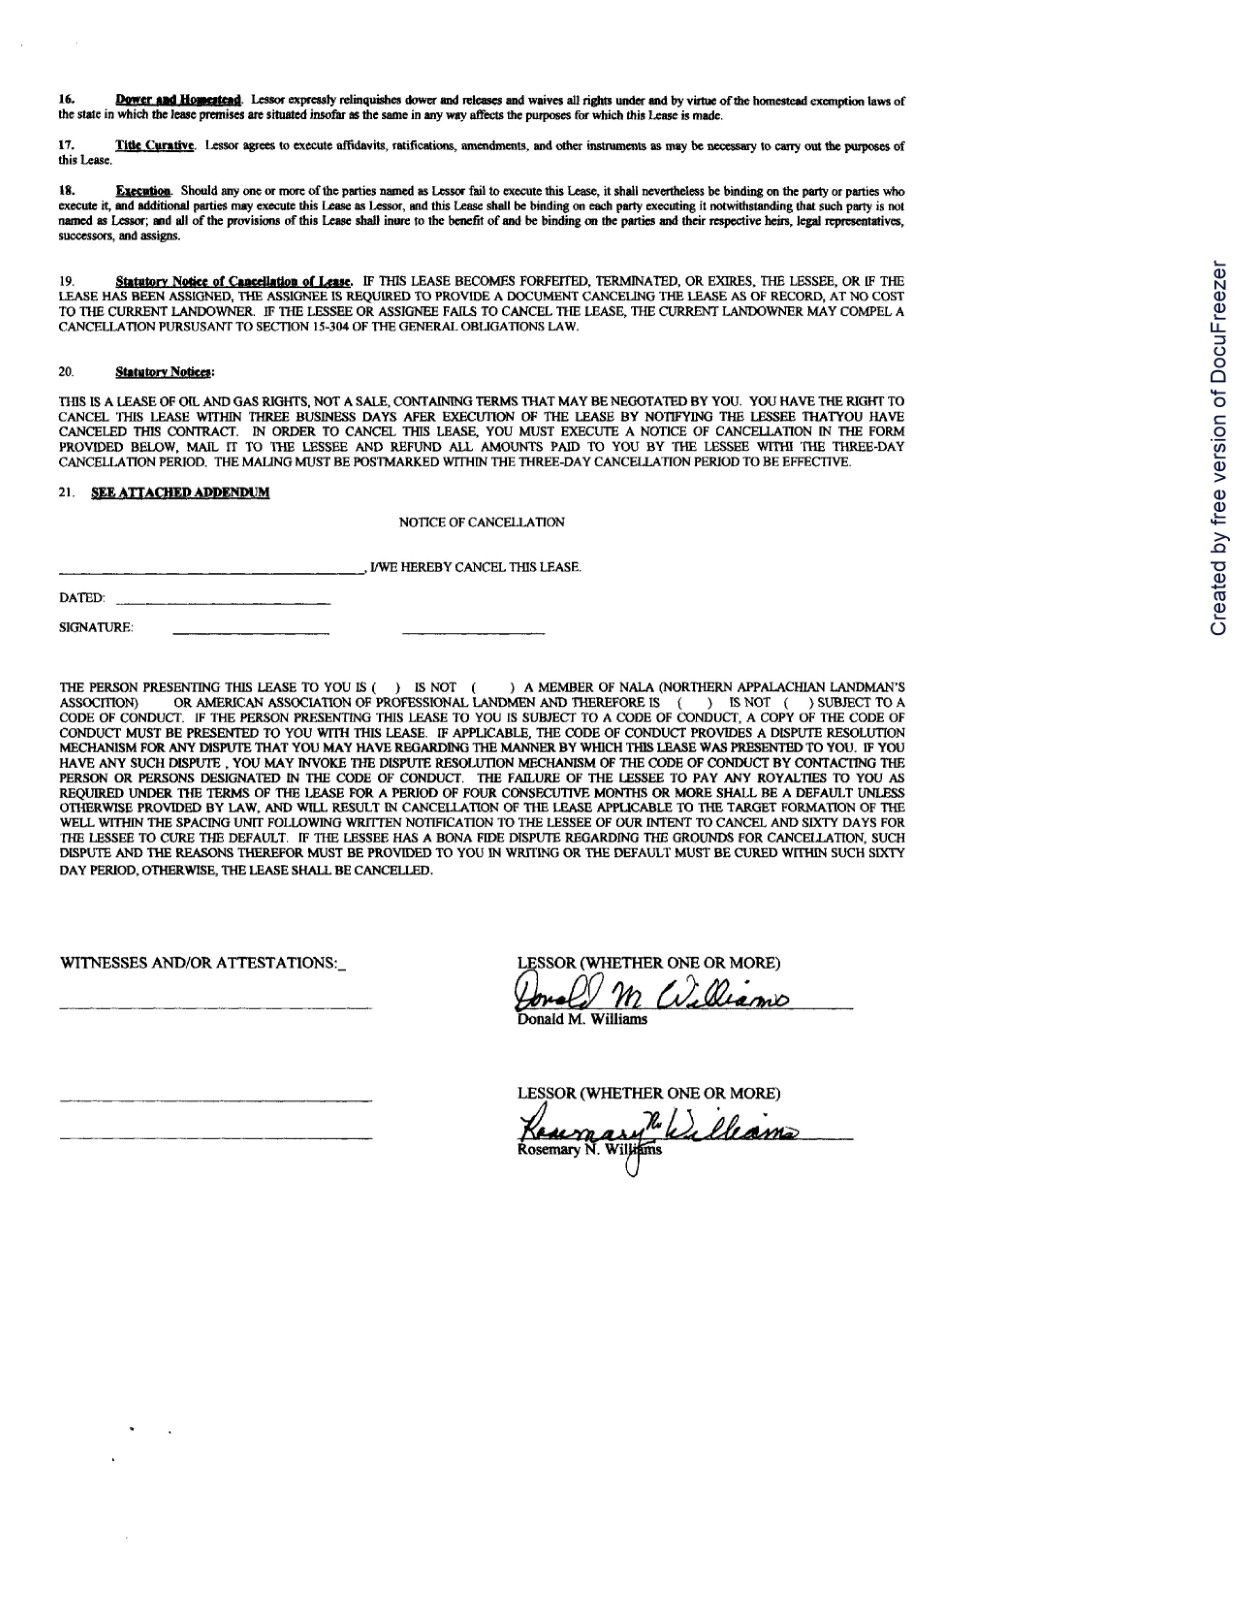 16. Dower and Homestead. Lessor expressly relinquishes dower and releases and waives all rights under and by virtue of the homestead exemption laws of
the state in which the lease premises are situated insofar as the same in any way affects the purposes for which this Lease is made.
17. Title Curative. Lessor agrees to execute affidavits, ratifications, amendments, and other instruments as may be necessary to carry out the purposes of
this Lease.
18. Execution. Should any one or more of the parties named as Lessor fail to execute this Lease, it shall nevertheless be binding on the party or parties who
execute it, and additional parties may execute this Lease as Lessor, and this Lease shall be binding on each party executing it notwithstanding that such party is not
named as Lessor; and all of the provisions of this Lease shall inure to the benefit of and be binding on the parties and their respective heirs, legal representatives,
successors, and assigns.
19. Statutory Notice of Cancellation of Lease. IF THIS LEASE BECOMES FORFEITED, TERMINATED, OR EXIRES, THE LESSEE, OR IF THE
LEASE HAS BEEN ASSIGNED, THE ASSIGNEE IS REQUIRED TO PROVIDE A DOCUMENT CANCELING THE LEASE AS OF RECORD, AT NO COST
TO THE CURRENT LANDOWNER. IF THE LESSEE OR ASSIGNEE FAILS TO CANCEL THE LEASE, THE CURRENT LANDOWNER MAY COMPEL A
CANCELLATION PURSUSANT TO SECTION 15-304 OF THE GENERAL OBLIGATIONS LAW.
20. Statutory Notices:
THIS IS A LEASE OF OIL AND GAS RIGHTS, NOT A SALE, CONTAINING TERMS THAT MAY BE NEGOTATED BY YOU. YOU HAVE THE RIGHT TO
CANCEL THIS LEASE WITHIN THREE BUSINESS DAYS AFER EXECUTION OF THE LEASE BY NOTIFYING THE LESSEE THATYOU HAVE
CANCELED THIS CONTRACT. IN ORDER TO CANCEL THIS LEASE, YOU MUST EXECUTE A NOTICE OF CANCELLATION IN THE FORM
PROVIDED BELOW, MAIL IT TO THE LESSEE AND REFUND ALL AMOUNTS PAID TO YOU BY THE LESSEE WITHI THE THREE-DAY
CANCELLATION PERIOD. THE MALING MUST BE POSTMARKED WITHIN THE THREE-DAY CANCELLATION PERIOD TO BE EFFECTIVE.
21. SEE ATTACHED ADDENDUM
NOTICE OF CANCELLATION
, I/WE HEREBY CANCEL THIS LEASE.
DATED:
SIGNATURE:
THE PERSON PRESENTING THIS LEASE TO YOU IS ( ) IS NOT ( ) A MEMBER OF NALA (NORTHERN APPALACHIAN LANDMAN'S
ASSOCITION) OR AMERICAN ASSOCIATION OF PROFESSIONAL LANDMEN AND THEREFORE IS ( ) IS NOT ( ) SUBJECT TO A
CODE OF CONDUCT. IF THE PERSON PRESENTING THIS LEASE TO YOU IS SUBJECT TO A CODE OF CONDUCT, A COPY OF THE CODE OF
CONDUCT MUST BE PRESENTED TO YOU WITH THIS LEASE. IF APPLICABLE, THE CODE OF CONDUCT PROVIDES A DISPUTE RESOLUTION
MECHANISM FOR ANY DISPUTE THAT YOU MAY HAVE REGARDING THE MANNER BY WHICH THIS LEASE WAS PRESENTED TO YOU. IF YOU
HAVE ANY SUCH DISPUTE , YOU MAY INVOKE THE DISPUTE RESOLUTION MECHANISM OF THE CODE OF CONDUCT BY CONTACTING THE
PERSON OR PERSONS DESIGNATED IN THE CODE OF CONDUCT. THE FAILURE OF THE LESSEE TO PAY ANY ROYALTIES TO YOU AS
REQUIRED UNDER THE TERMS OF THE LEASE FOR A PERIOD OF FOUR CONSECUTIVE MONTHS OR MORE SHALL BE A DEFAULT UNLESS
OTHERWISE PROVIDED BY LAW, AND WILL RESULT IN CANCELLATION OF THE LEASE APPLICABLE TO THE TARGET FORMATION OF THE
WELL WITHIN THE SPACING UNIT FOLLOWING WRITTEN NOTIFICATION TO THE LESSEE OF OUR INTENT TO CANCEL AND SIXTY DAYS FOR
THE LESSEE TO CURE THE DEFAULT. IF THE LESSEE HAS A BONA FIDE DISPUTE REGARDING THE GROUNDS FOR CANCELLATION, SUCH
DISPUTE AND THE REASONS THEREFOR MUST BE PROVIDED TO YOU IN WRITING OR THE DEFAULT MUST BE CURED WITHIN SUCH SIXTY
DAY PERIOD, OTHERWISE, THE LEASE SHALL BE CANCELLED.
WITNESSES AND/OR ATTESTATIONS:_
LESSOR (WHETHER ONE OR MORE)
Donald M Williams
Donald M. Williams
LESSOR (WHETHER ONE OR MORE)
Rosemary N. Williams
Rosemary N. Williams
Created by free version of DocuFreezer